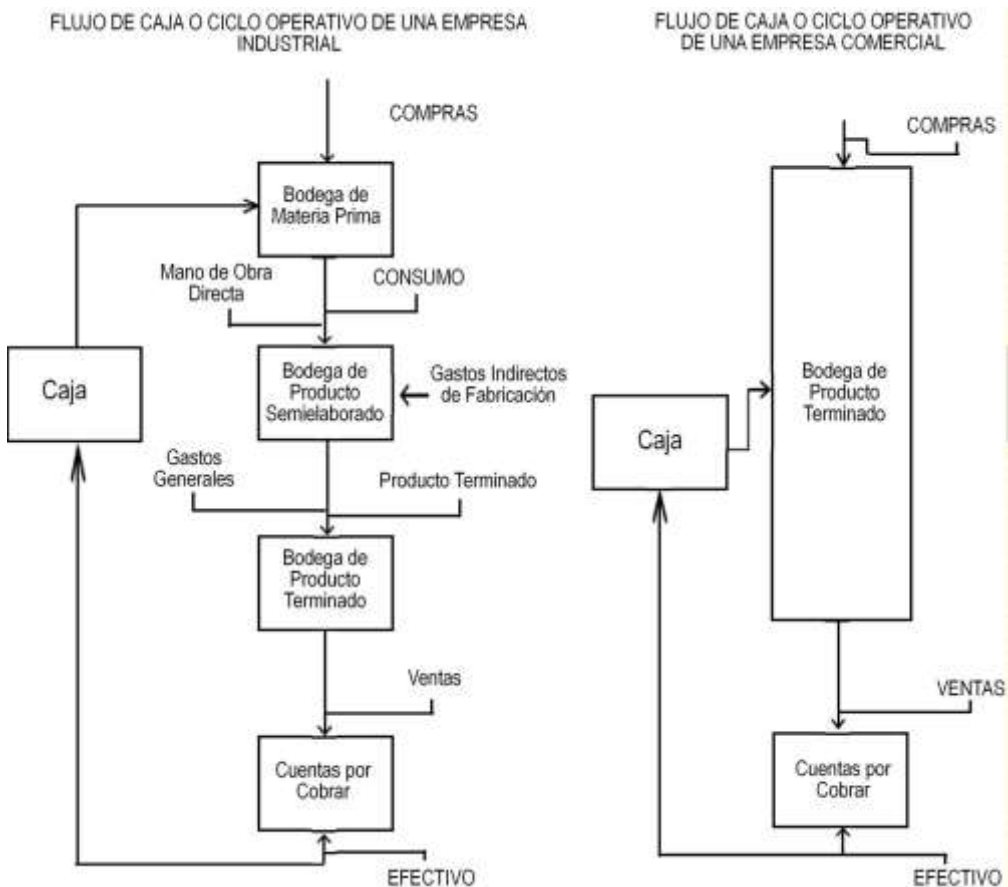 FLUJO DE CAJA O CICLO OPERATIVO DE UNA EMPRESA
INDUSTRIAL
COMPRAS
Bodega de
Materia Prima
Mano de Obra
Directa
CONSUMO
Caja
Bodega de
Producto
Semielaborado
Gastos Indirectos
de Fabricación
Gastos
Generales
Producto Terminado
Bodega de
Producto
Terminado
Ventas
Cuentas por
Cobrar
EFECTIVO
FLUJO DE CAJA O CICLO OPERATIVO
DE UNA EMPRESA COMERCIAL
COMPRAS
Bodega de
Producto
Terminado
Caja
VENTAS
Cuentas por
Cobrar
EFECTIVO